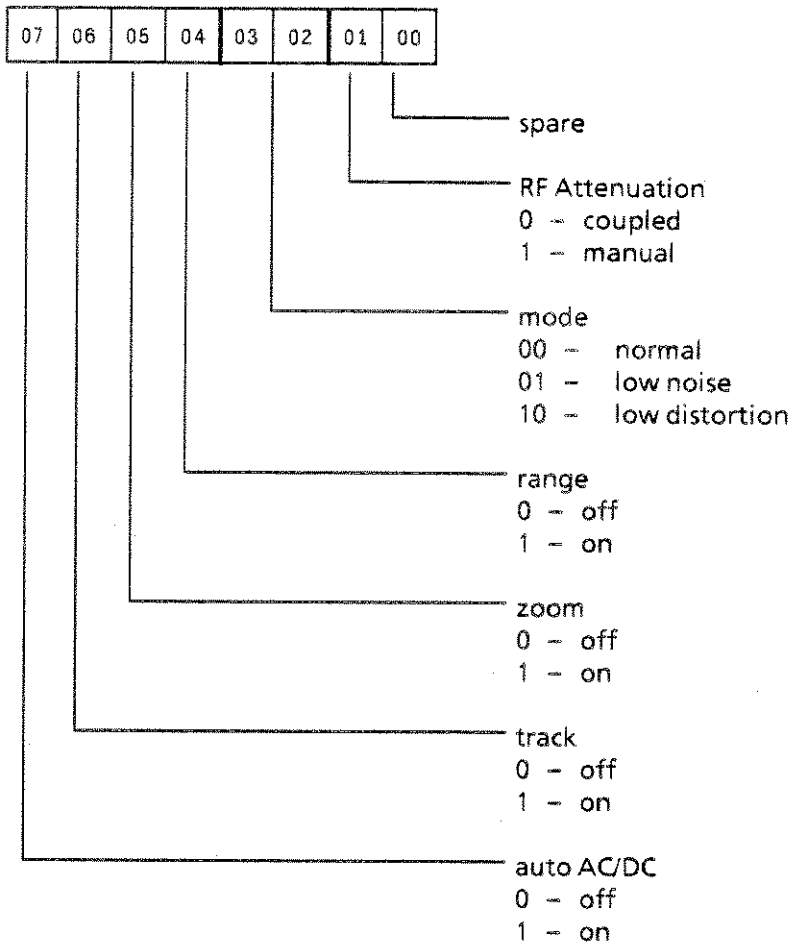 07 06 05 04 03 02 01 00
spare
RF Attenuation
0 – coupled
1 – manual
mode
00 – normal
01 – low noise
10 – low distortion
range
0 – off
1 – on
zoom
0 – off
1 – on
track
0 – off
1 – on
auto AC/DC
0 – off
1 – on